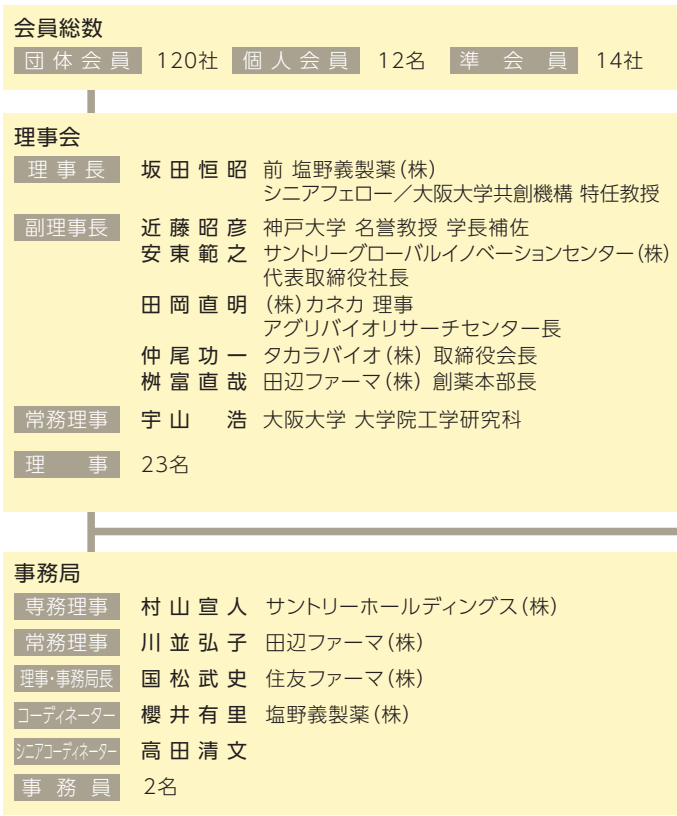 会員総数
団体会員 120社 個人会員 12名 準会員 14社
理事会
理事長 坂田恒昭 前 塩野義製薬(株)
シニアフェロー／大阪大学共創機構 特任教授
副理事長 近藤昭彦 神戸大学 名誉教授 学長補佐
安東範之 サントリーグローバルイノベーションセンター(株)
代表取締役社長
田岡直明 (株)カネカ 理事
アグリバイオリサーチセンター長
仲尾功一 タカラバイオ(株) 取締役会長
桝富直哉 田辺ファーマ(株) 創薬本部長
常務理事 宇山 浩 大阪大学 大学院工学研究科
理事 23名
事務局
専務理事 村山宣人 サントリーホールディングス(株)
常務理事 川並弘子 田辺ファーマ(株)
理事・事務局長 国松武史 住友ファーマ(株)
コーディネーター 櫻井有里 塩野義製薬(株)
シニアコーディネーター 高田清文
事務員 2名